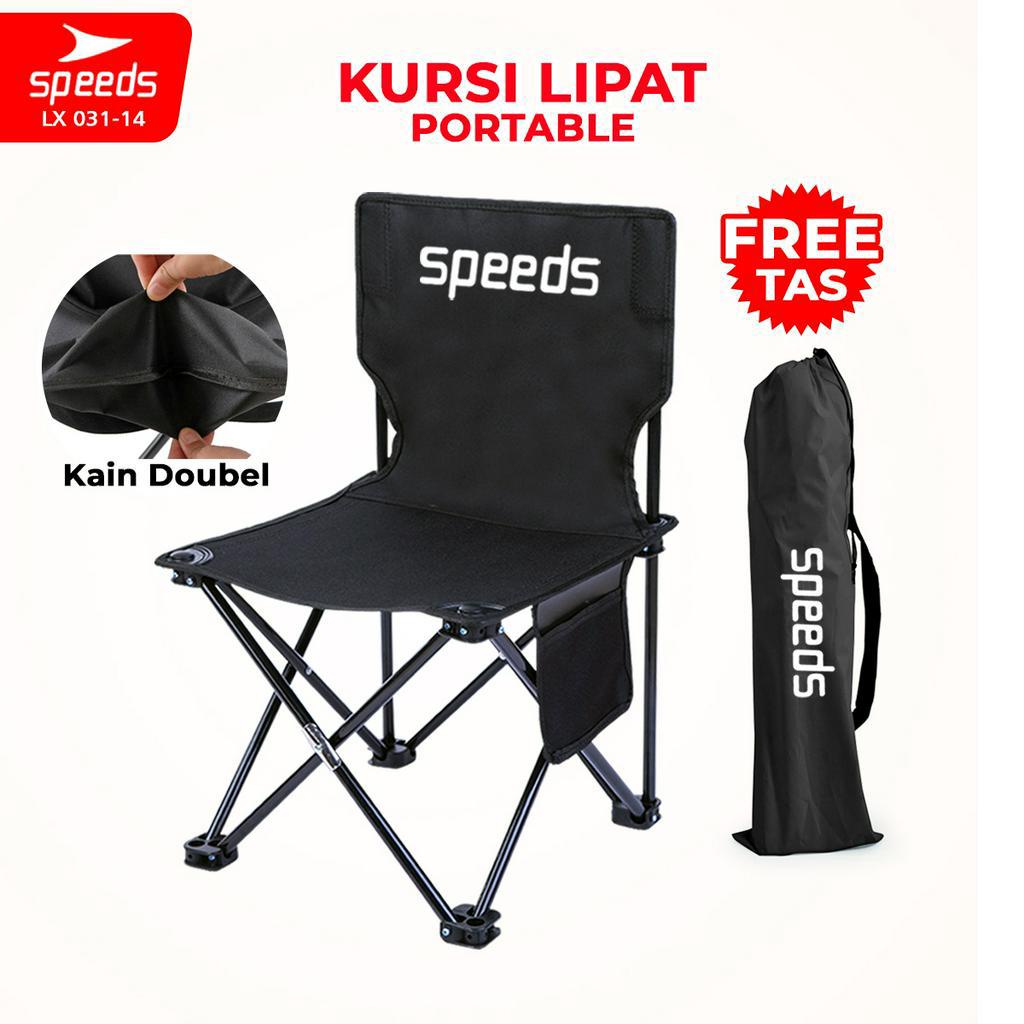 speeds
LX 031-14
KURSI LIPAT
PORTABLE
speeds
FREE
TAS
Kain Doubel
speeds